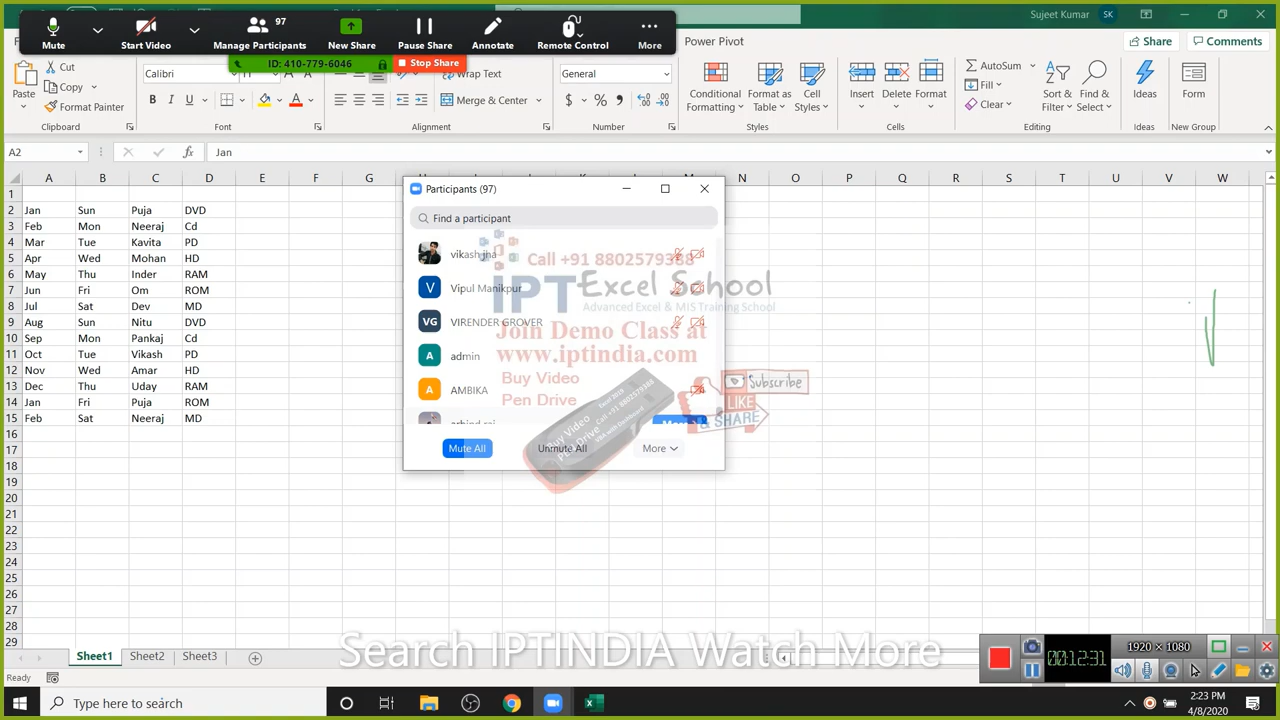 97
Mute
Start Video
Manage Participants
New Share
Pause Share
Annotate
Remote Control
More
ID: 410-779-6046
Stop Share
Sujeet Kumar SK
Power Pivot
Share
Comments
Paste
Cut
Copy
Format Painter
Clipboard
Calibri
A A
B I U
Font
Wrap Text
Merge & Center
Alignment
General
$ % ,
Number
Conditional Formatting
Format as Table
Cell Styles
Styles
Insert
Delete
Format
Cells
AutoSum
Fill
Clear
Sort & Filter
Find & Select
Editing
Ideas
Ideas
Form
New Group
A2
fx
Jan
A B C D E F G N O P Q R S T U V W
1
2 Jan Sun Puja DVD
3 Feb Mon Neeraj Cd
4 Mar Tue Kavita PD
5 Apr Wed Mohan HD
6 May Thu Inder RAM
7 Jun Fri Om ROM
8 Jul Sat Dev MD
9 Aug Sun Nitu DVD
10 Sep Mon Pankaj Cd
11 Oct Tue Vikash PD
12 Nov Wed Amar HD
13 Dec Thu Uday RAM
14 Jan Fri Puja ROM
15 Feb Sat Neeraj MD
16
17
18
19
20
21
22
23
24
25
26
27
28
29
Participants (97)
Find a participant
vikash jha
V Vipul Manikpur
VG VIRENDER GROVER
A admin
A AMBIKA
Mute All
Unmute All
More
Call +91 8802579388
IPT Excel School
Advanced Excel & MIS Training School
Join Demo Class at
www.iptindia.com
Buy Video
Pen Drive
Subscribe
LIKE
& SHARE
Search IPTINDIA Watch More
Sheet1 Sheet2 Sheet3
Ready
1920 × 1080
00:12:31
Type here to search
2:23 PM
4/8/2020